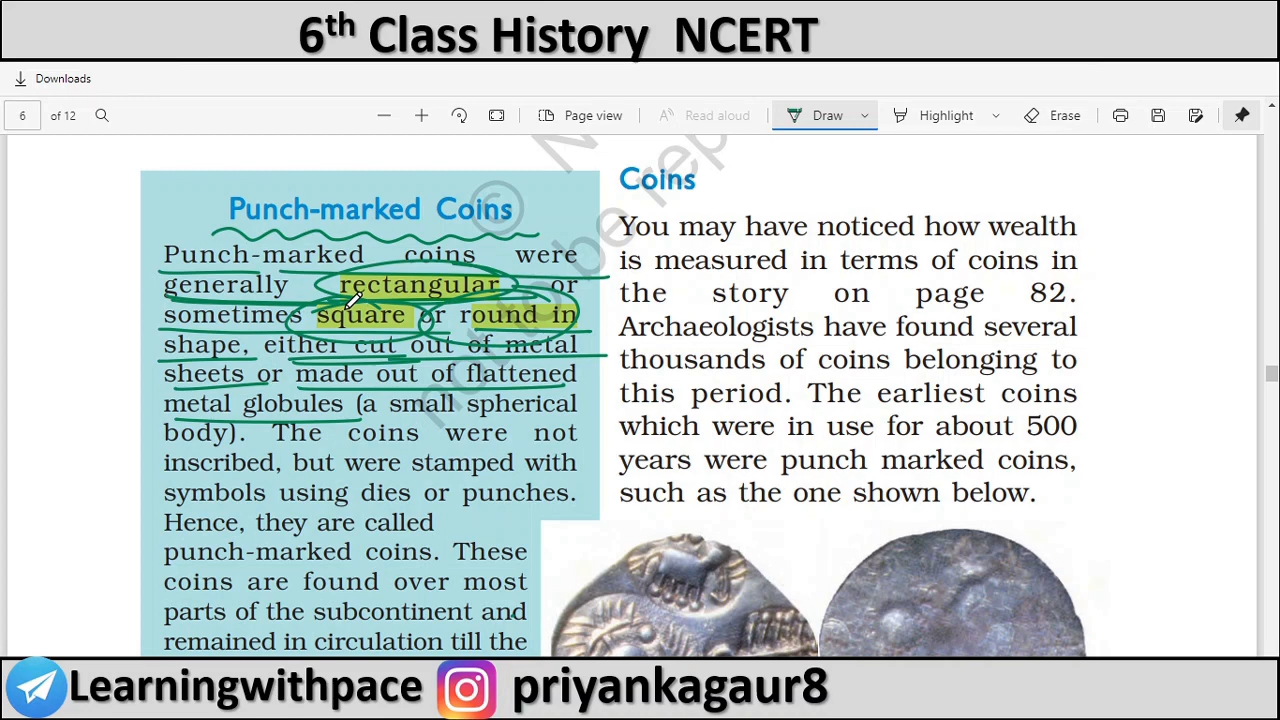 6th Class History NCERT
Downloads
6 of 12
Page view
Read aloud
Draw
Highlight
Erase
© N
not to be rep
Punch-marked Coins
Punch-marked coins were
generally rectangular or
sometimes square or round in
shape, either cut out of metal
sheets or made out of flattened
metal globules (a small spherical
body). The coins were not
inscribed, but were stamped with
symbols using dies or punches.
Hence, they are called
punch-marked coins. These
coins are found over most
parts of the subcontinent and
remained in circulation till the
Coins
You may have noticed how wealth
is measured in terms of coins in
the story on page 82.
Archaeologists have found several
thousands of coins belonging to
this period. The earliest coins
which were in use for about 500
years were punch marked coins,
such as the one shown below.
Learningwithpace priyankagaur8